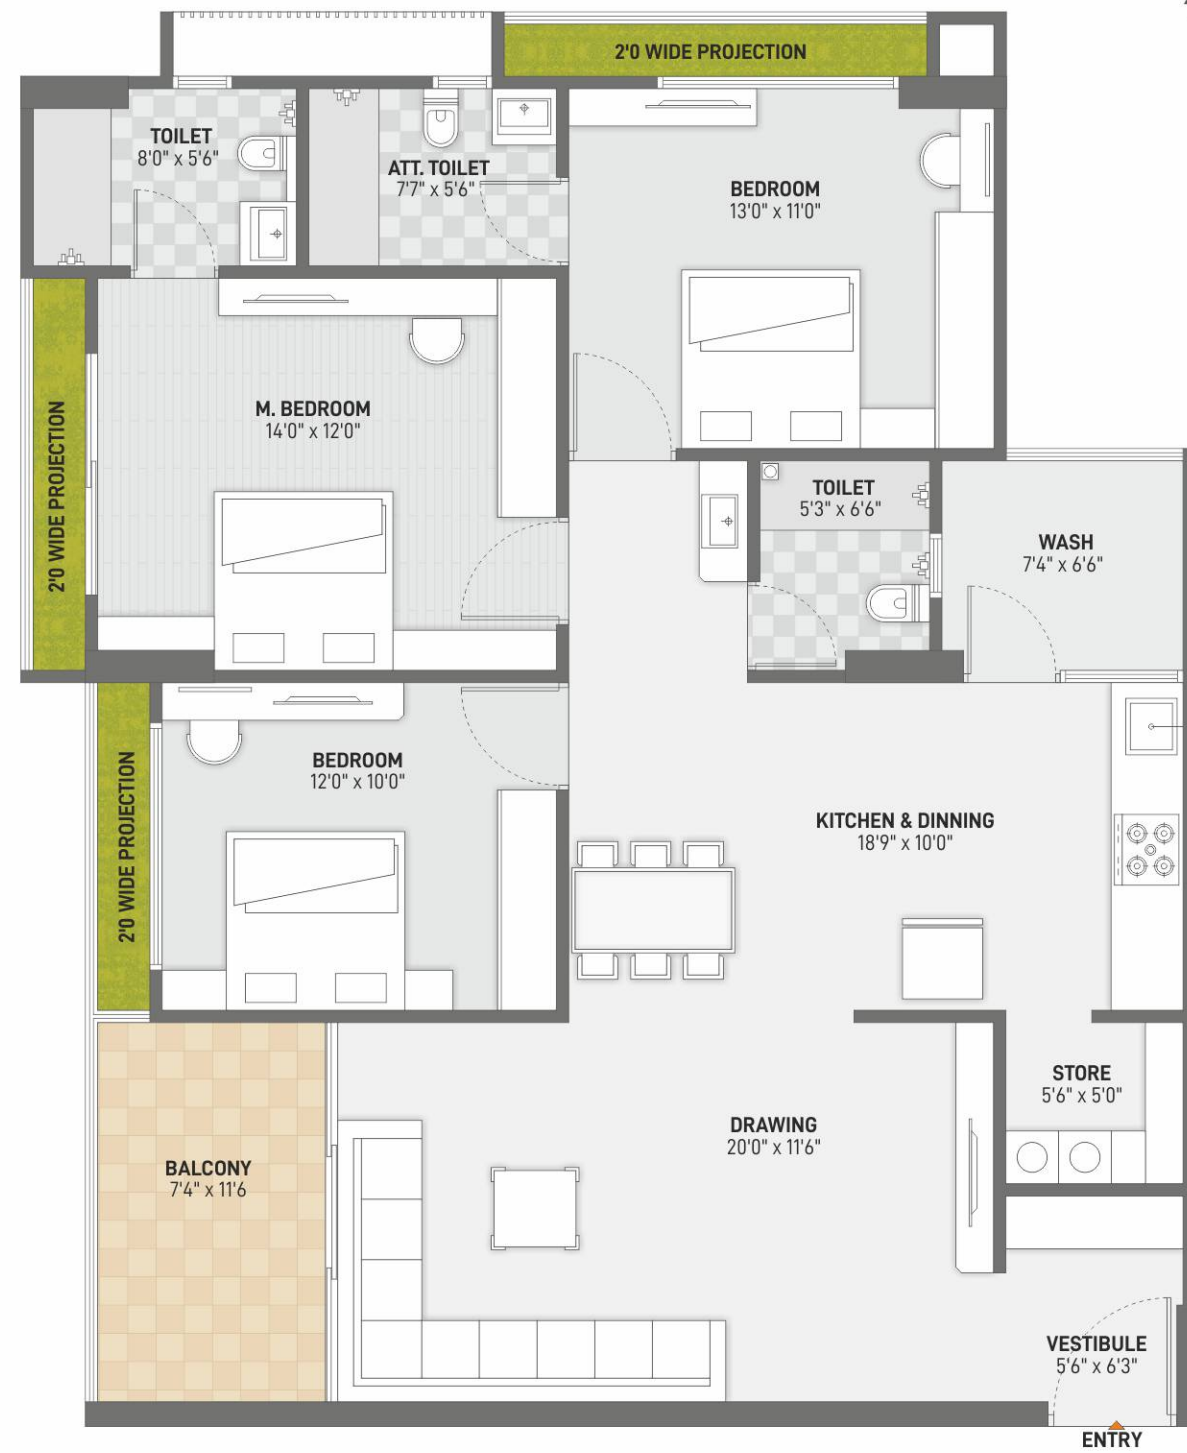 2'0 WIDE PROJECTION
TOILET
8'0" x 5'6"
ATT. TOILET
7'7" x 5'6"
BEDROOM
13'0" x 11'0"
M. BEDROOM
14'0" x 12'0"
2'0 WIDE PROJECTION
TOILET
5'3" x 6'6"
WASH
7'4" x 6'6"
BEDROOM
12'0" x 10'0"
2'0 WIDE PROJECTION
KITCHEN & DINNING
18'9" x 10'0"
STORE
5'6" x 5'0"
DRAWING
20'0" x 11'6"
BALCONY
7'4" x 11'6
VESTIBULE
5'6" x 6'3"
ENTRY